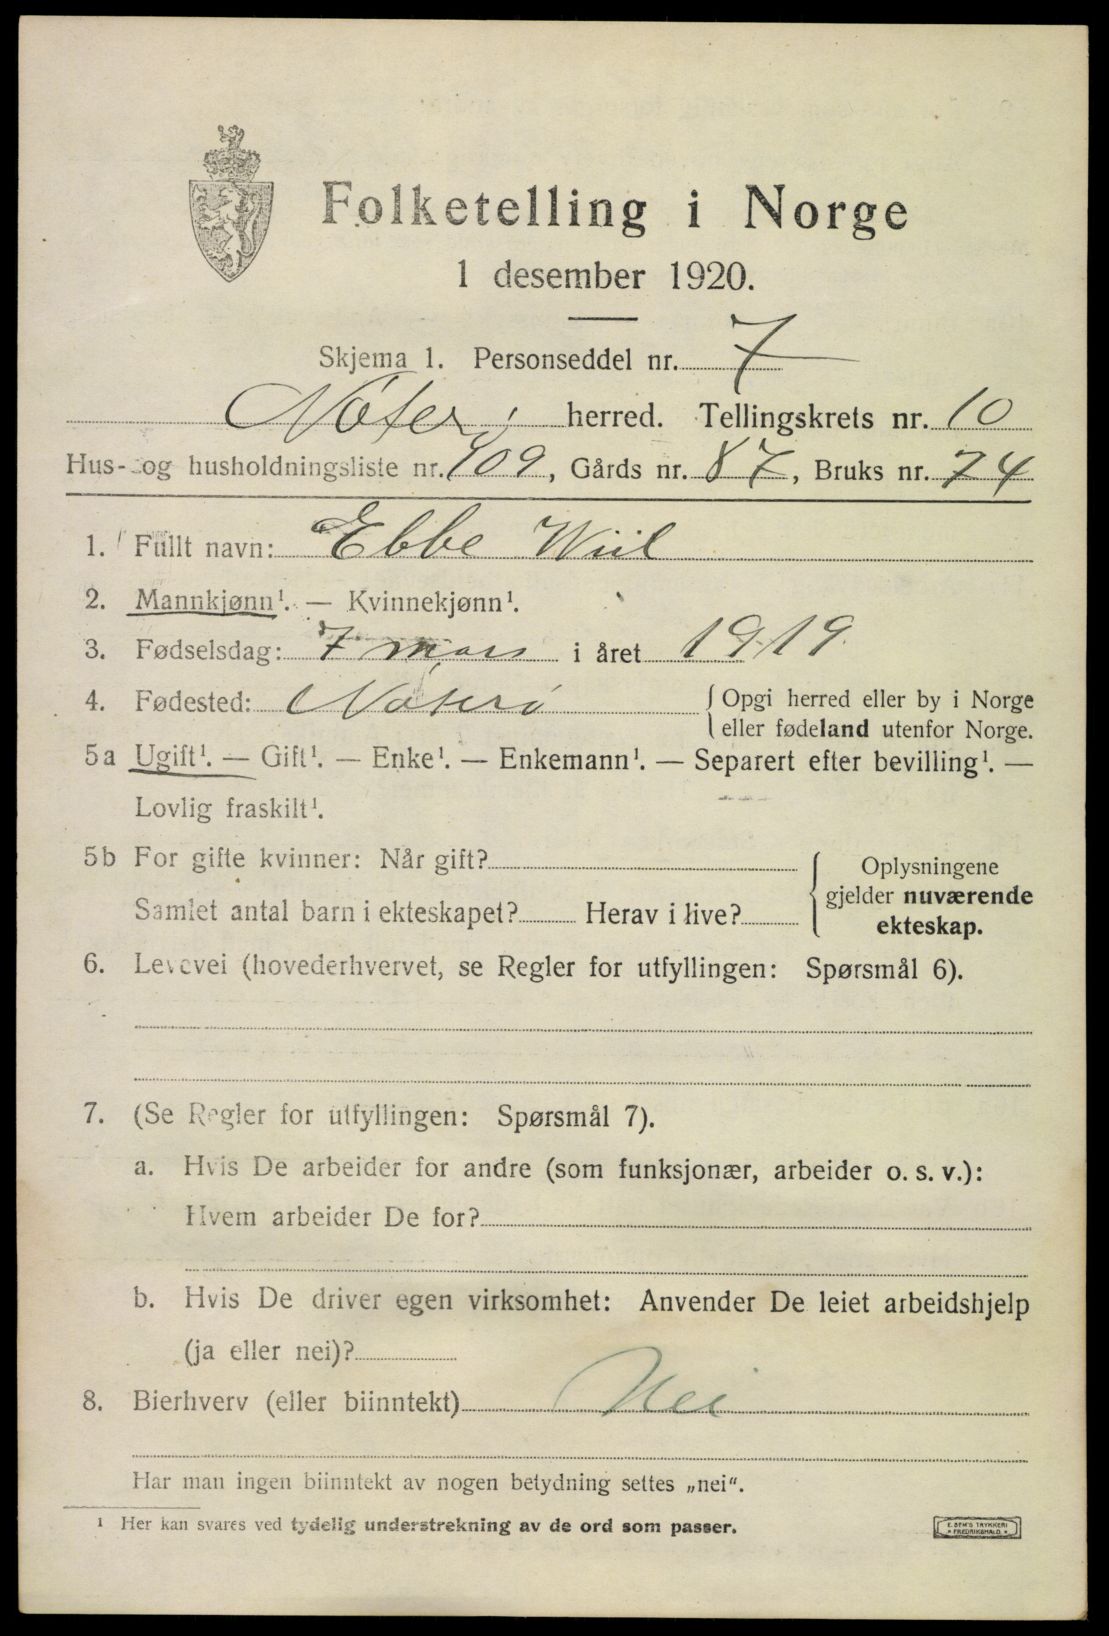 Folketelling i Norge
1 desember 1920.
Skjema 1. Personseddel nr. 7
Nøterø herred. Tellingskrets nr. 10
Hus- og husholdningsliste nr. 109, Gårds nr. 87, Bruks nr. 74
1. Fullt navn: Ebbe Wiil
2. Mannkjønn¹. — Kvinnekjønn¹.
3. Fødselsdag: 7 mars i året 1919
4. Fødested: Nøterø { Opgi herred eller by i Norge
eller fødeland utenfor Norge.
5a Ugift¹. — Gift¹. — Enke¹. — Enkemann¹. — Separert efter bevilling¹. —
Lovlig fraskilt¹.
5b For gifte kvinner: Når gift?
Samlet antal barn i ekteskapet? Herav i live?
Oplysningene
gjelder nuværende
ekteskap.
6. Levevei (hovederhvervet, se Regler for utfyllingen: Spørsmål 6).
7. (Se Regler for utfyllingen: Spørsmål 7).
a. Hvis De arbeider for andre (som funksjonær, arbeider o. s. v.):
Hvem arbeider De for?
b. Hvis De driver egen virksomhet: Anvender De leiet arbeidshjelp
(ja eller nei)?
8. Bierhverv (eller biinntekt) Nei
Har man ingen biinntekt av nogen betydning settes „nei“.
¹ Her kan svares ved tydelig understrekning av de ord som passer.
E. SEM'S TRYKKERI
FREDRIKSHALD.